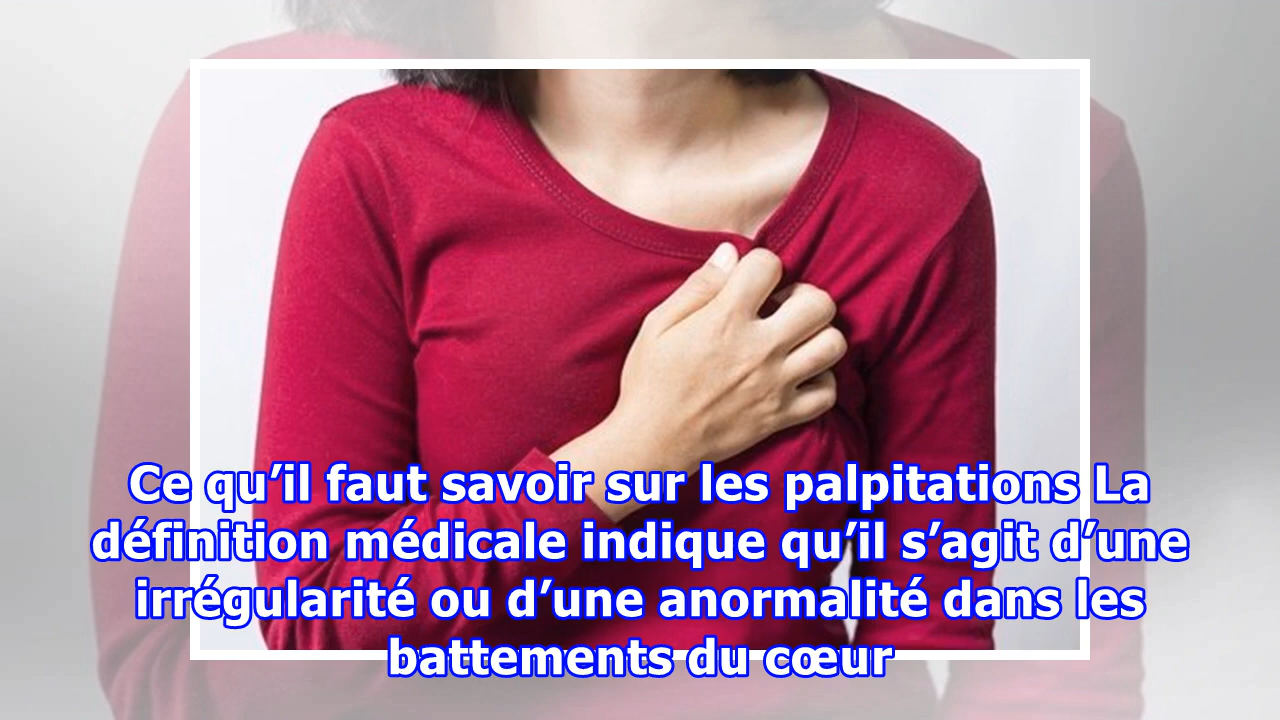 Ce qu’il faut savoir sur les palpitations La
définition médicale indique qu’il s’agit d’une
irrégularité ou d’une anormalité dans les
battements du cœur